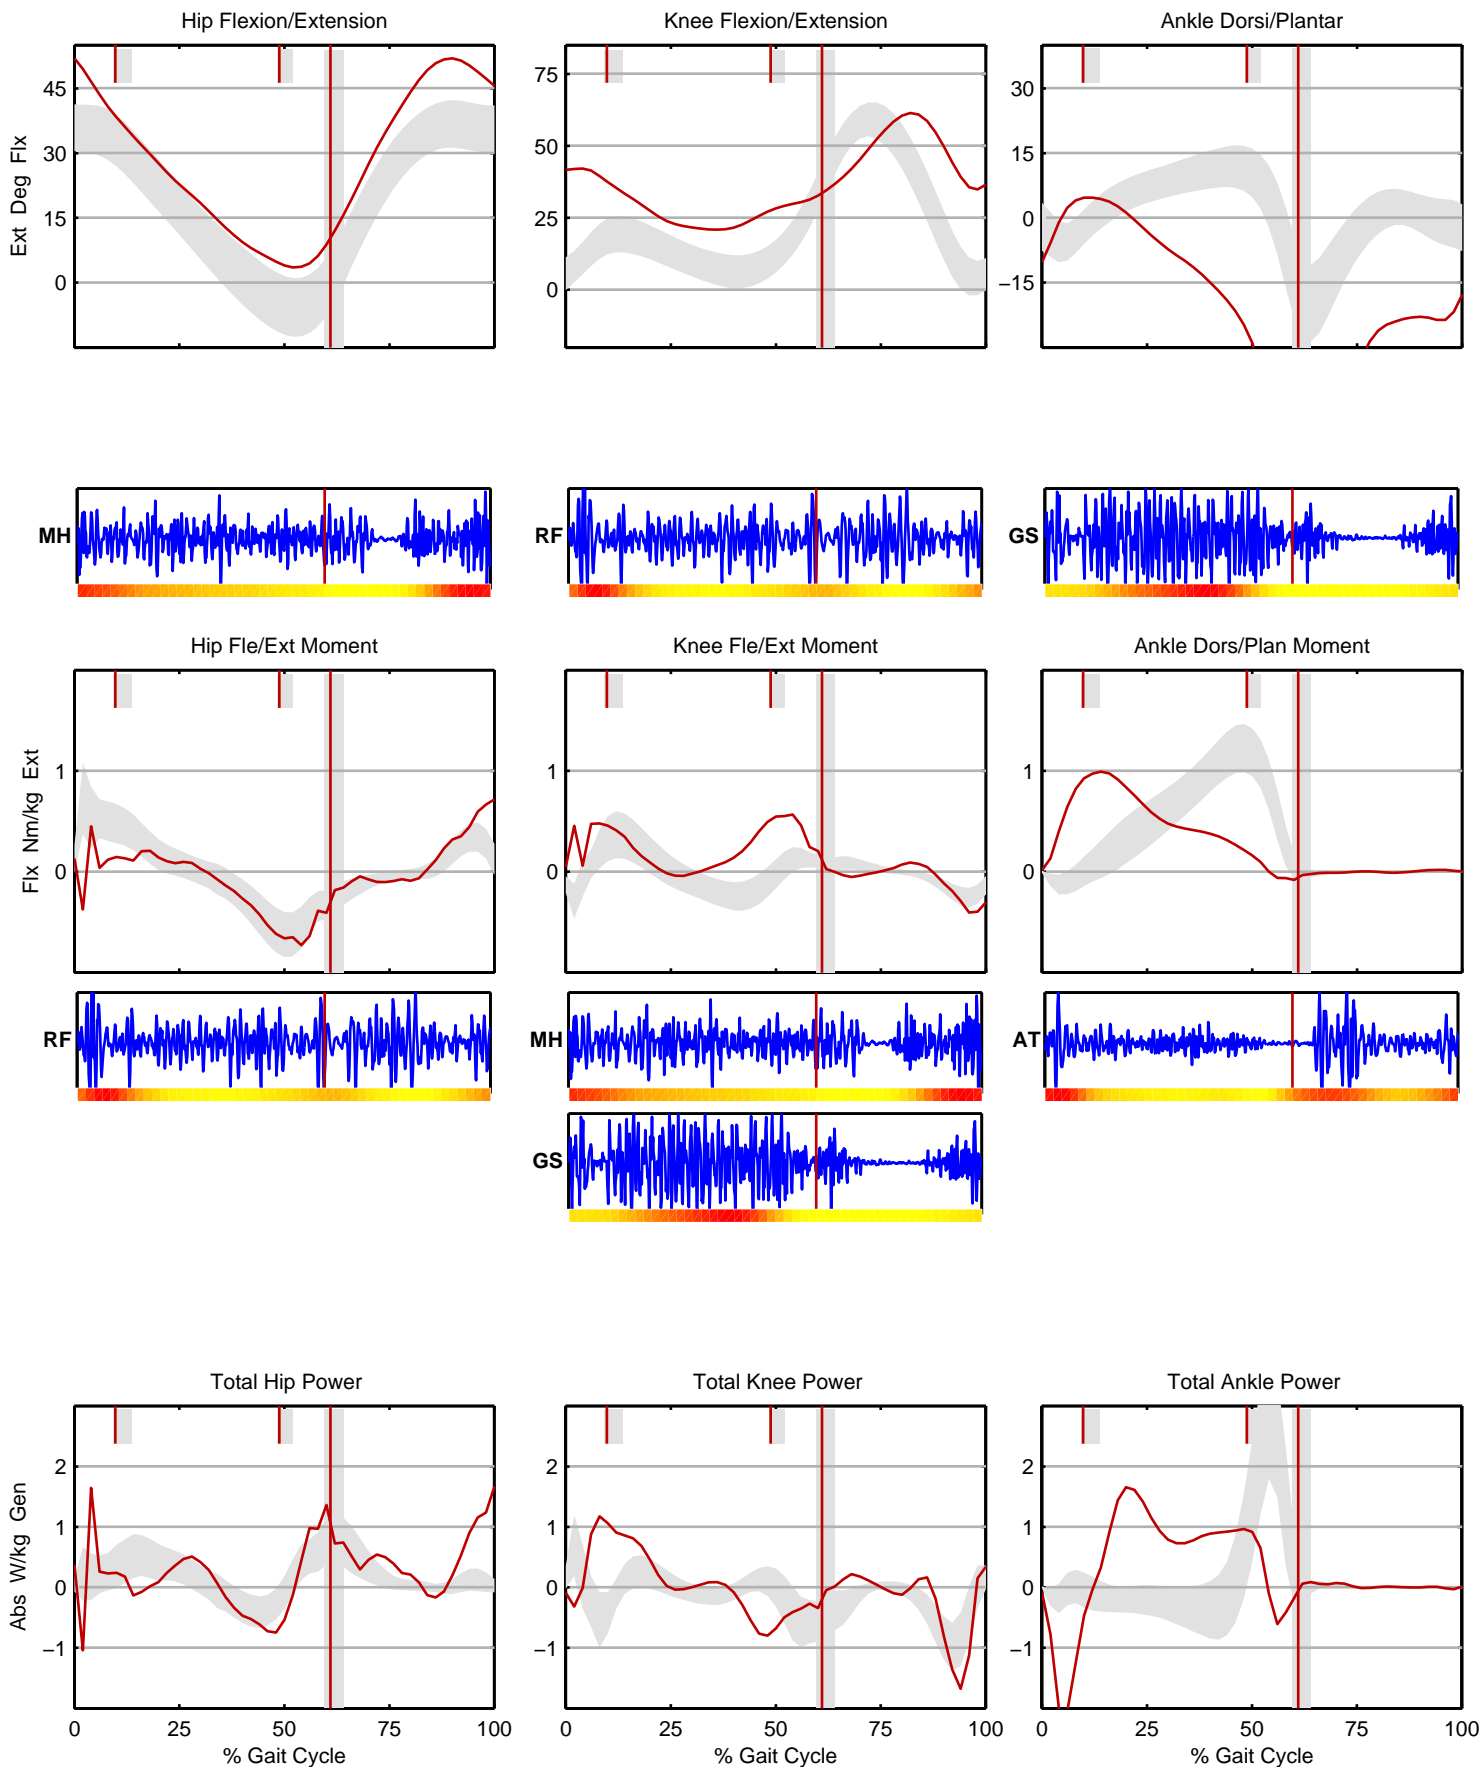 Hip Flexion/Extension Knee Flexion/Extension Ankle Dorsi/Plantar
Ext Deg Flx
45
30
15
0
75
50
25
0
30
15
0
−15
MH
RF
GS
Hip Fle/Ext Moment Knee Fle/Ext Moment Ankle Dors/Plan Moment
Flx Nm/kg Ext
1
0
1
0
1
0
RF
MH
AT
GS
Total Hip Power Total Knee Power Total Ankle Power
Abs W/kg Gen
2
1
0
−1
2
1
0
−1
2
1
0
−1
0 25 50 75 100 0 25 50 75 100 0 25 50 75 100
% Gait Cycle % Gait Cycle % Gait Cycle